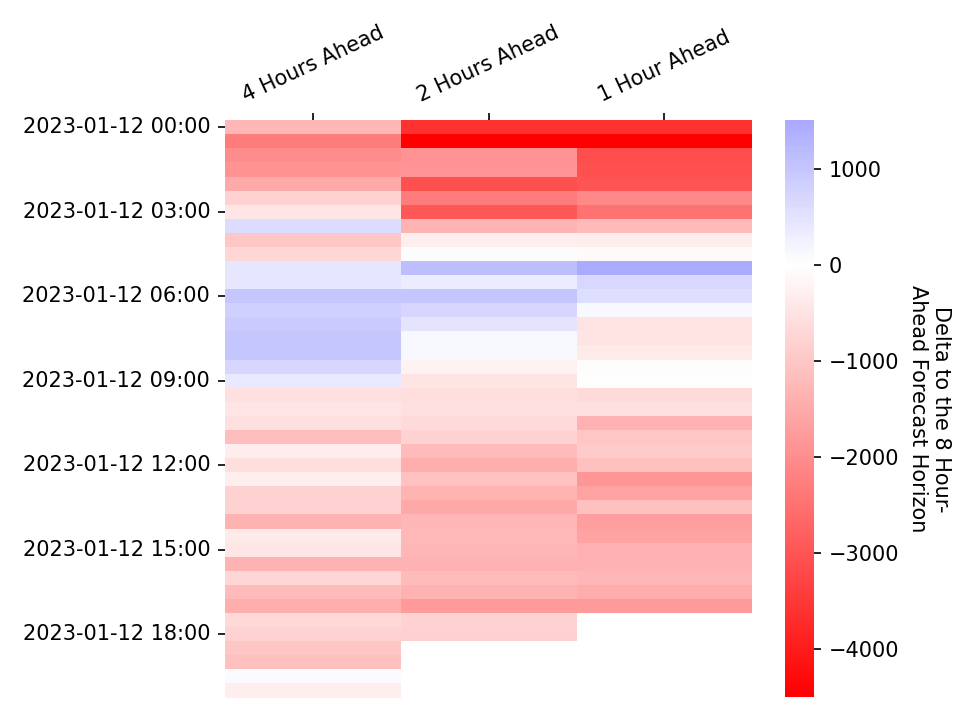 4 Hours Ahead
2 Hours Ahead
1 Hour Ahead
2023-01-12 00:00
2023-01-12 03:00
2023-01-12 06:00
2023-01-12 09:00
2023-01-12 12:00
2023-01-12 15:00
2023-01-12 18:00
1000
0
−1000
−2000
−3000
−4000
Delta to the 8 Hour-
Ahead Forecast Horizon